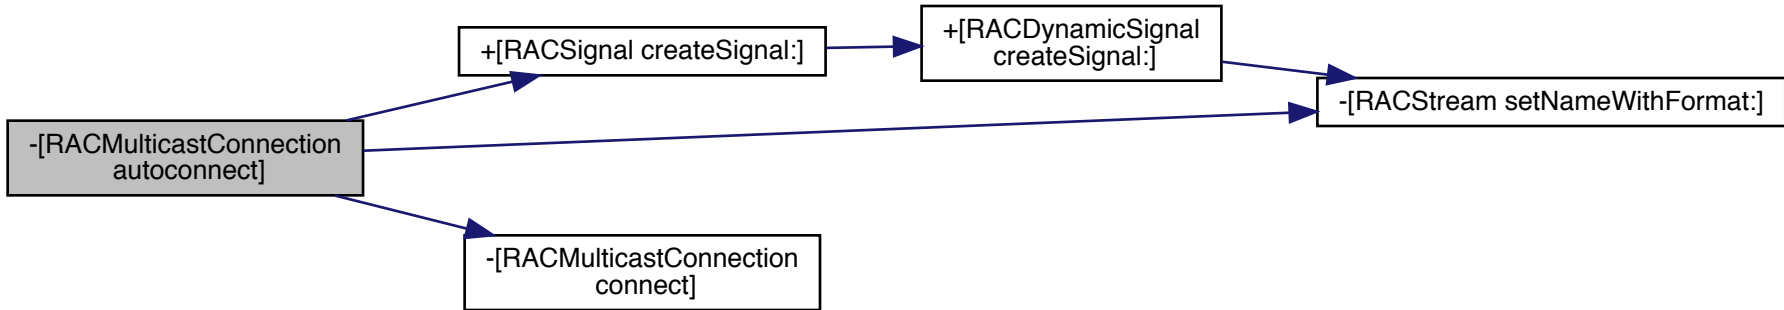 +[RACDynamicSignal
createSignal:]
+[RACSignal createSignal:]
-[RACStream setNameWithFormat:]
-[RACMulticastConnection
autoconnect]
-[RACMulticastConnection
connect]